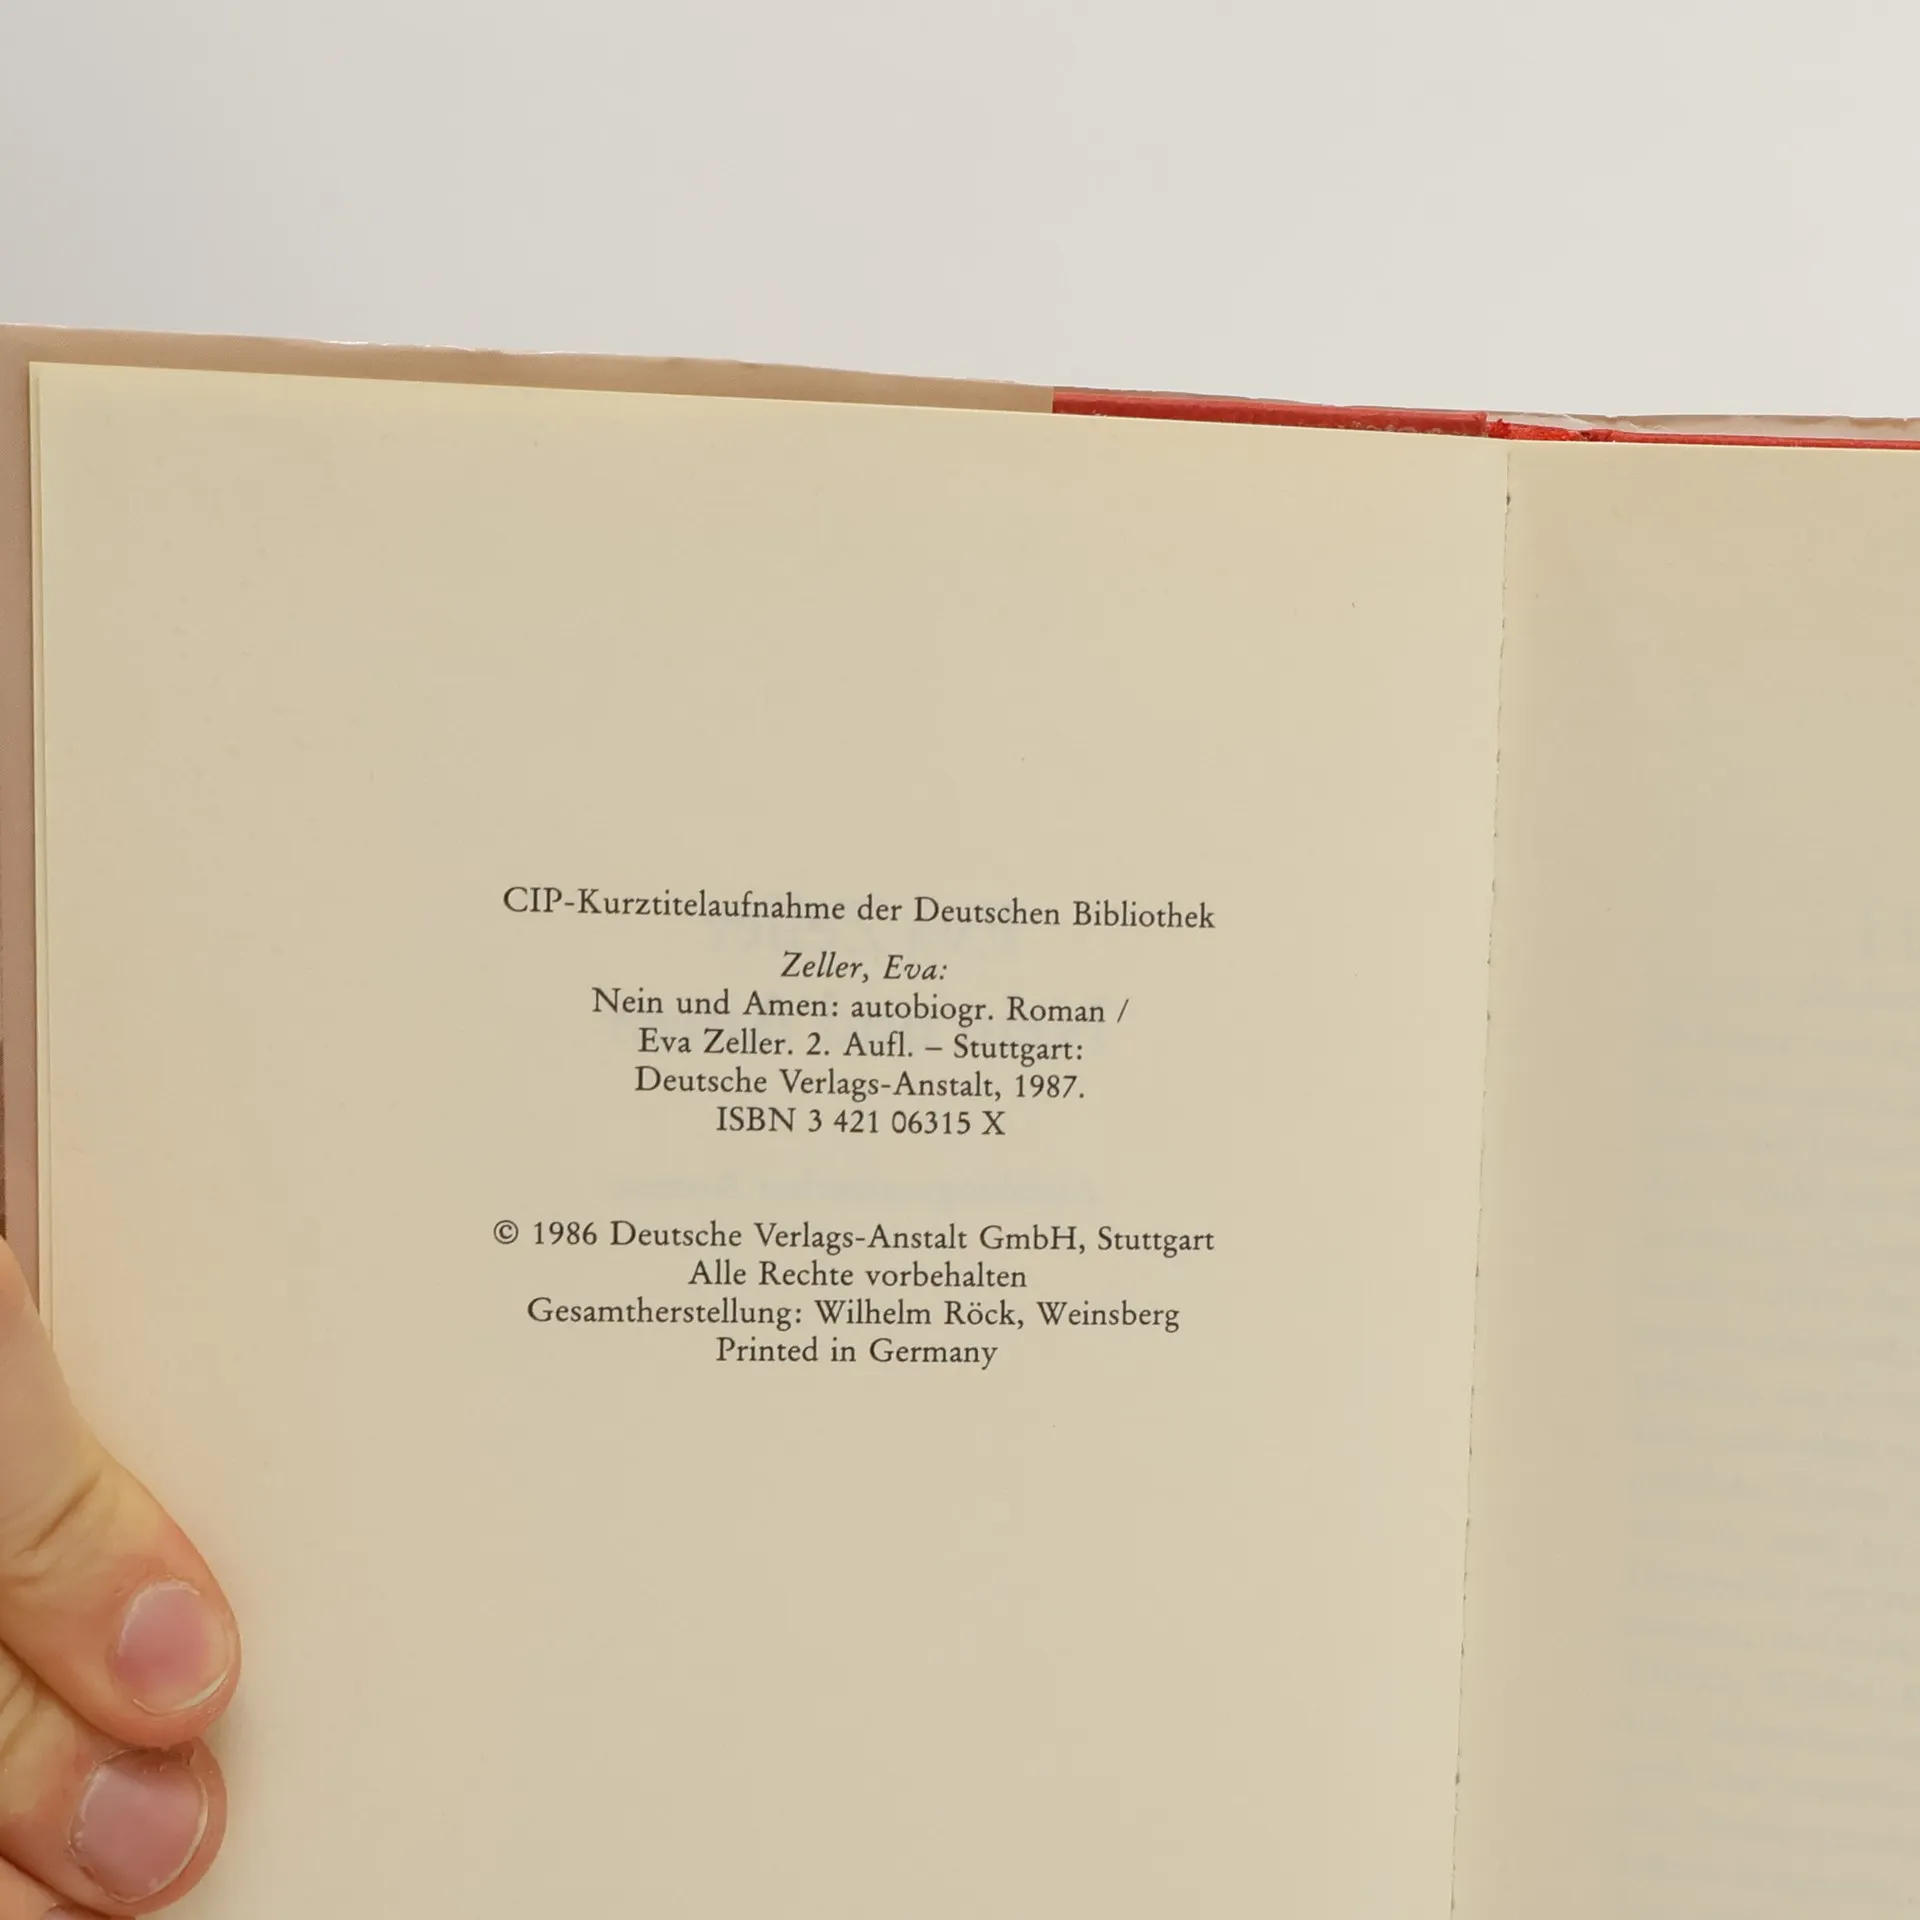 CIP-Kurztitelaufnahme der Deutschen Bibliothek
Zeller, Eva:
Nein und Amen: autobiogr. Roman /
Eva Zeller. 2. Aufl. – Stuttgart:
Deutsche Verlags-Anstalt, 1987.
ISBN 3 421 06315 X
© 1986 Deutsche Verlags-Anstalt GmbH, Stuttgart
Alle Rechte vorbehalten
Gesamtherstellung: Wilhelm Röck, Weinsberg
Printed in Germany